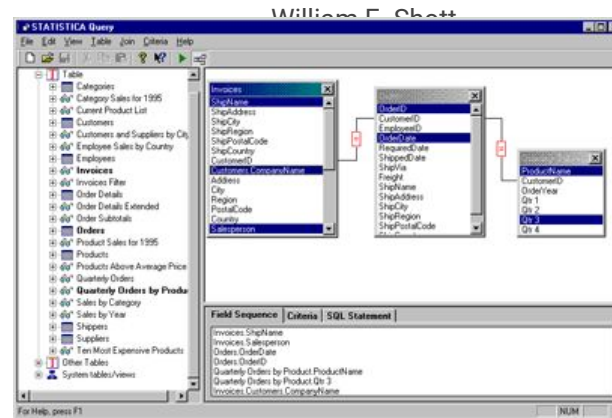 William E. Shott
STATISTICA Query
File Edit View Table Join Criteria Help
Table
Categories
Category Sales for 1995
Current Product List
Customers
Customers and Suppliers by City
Employee Sales by Country
Employees
Invoices
Invoices Filter
Order Details
Order Details Extended
Order Subtotals
Orders
Product Sales for 1995
Products
Products Above Average Price
Quarterly Orders
Quarterly Orders by Produ
Sales by Category
Sales by Year
Shippers
Suppliers
Ten Most Expensive Products
Other Tables
System tables/views
Invoices
ShipName
ShipAddress
ShipCity
ShipRegion
ShipPostalCode
ShipCountry
CustomerID
Customers.CompanyName
Address
City
Region
PostalCode
Country
Salesperson
OrderID
CustomerID
EmployeeID
OrderDate
RequiredDate
ShippedDate
ShipVia
Freight
ShipName
ShipAddress
ShipCity
ShipRegion
ShipPostalCode
ProductName
CustomerID
OrderYear
Qtr 1
Qtr 2
Qtr 3
Qtr 4
Field Sequence Criteria SQL Statement
Invoices.ShipName
Invoices.Salesperson
Orders.OrderDate
Orders.OrderID
Quarterly Orders by Product.ProductName
Quarterly Orders by Product.Qtr 3
Invoices.Customers.CompanyName
For Help, press F1
NUM